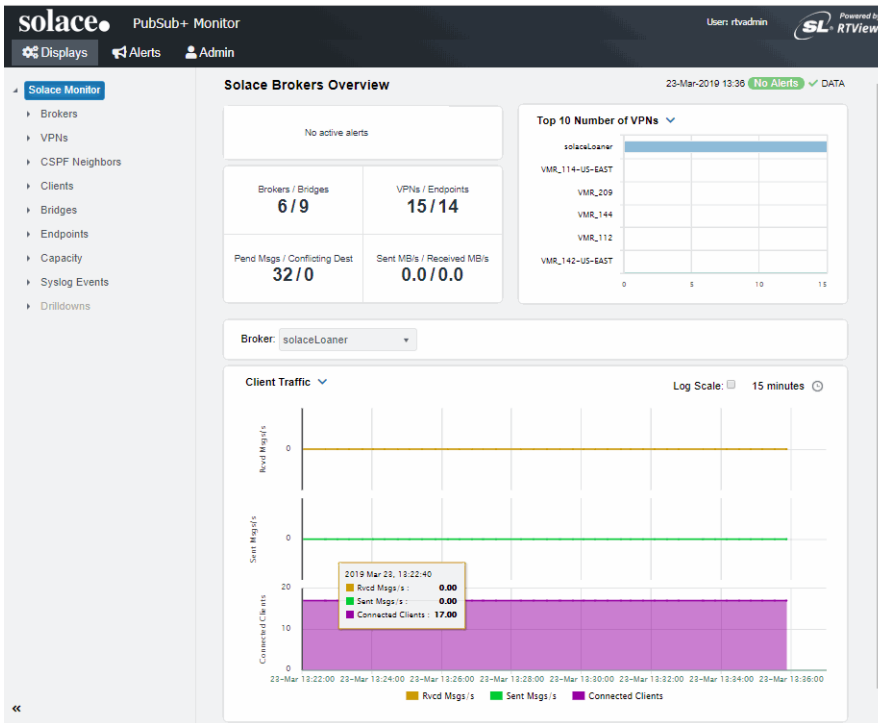 solace. PubSub+ Monitor User: rtvadmin SL Powered by RTView
Displays Alerts Admin
Solace Monitor
Brokers
VPNs
CSPF Neighbors
Clients
Bridges
Endpoints
Capacity
Syslog Events
Drilldowns
«
Solace Brokers Overview 23-Mar-2019 13:36 No Alerts DATA
No active alerts
Brokers / Bridges
6/9
VPNs / Endpoints
15/14
Pend Msgs / Conflicting Dest
32/0
Sent MB/s / Received MB/s
0.0/0.0
Top 10 Number of VPNs
solaceLoaner
VMR_114-US-EAST
VMR_209
VMR_144
VMR_112
VMR_142-US-EAST
0 5 10 15
Broker: solaceLoaner
Client Traffic Log Scale: 15 minutes
Rcvd Msgs/s
0
Sent Msgs/s
0
2019 Mar 23, 13:22:40
Rvcd Msgs/s : 0.00
Sent Msgs/s : 0.00
Connected Clients : 17.00
Connected Clients
20
10
0
23-Mar 13:22:00 23-Mar 13:24:00 23-Mar 13:26:00 23-Mar 13:28:00 23-Mar 13:30:00 23-Mar 13:32:00 23-Mar 13:34:00 23-Mar 13:36:00
Rvcd Msgs/s Sent Msgs/s Connected Clients